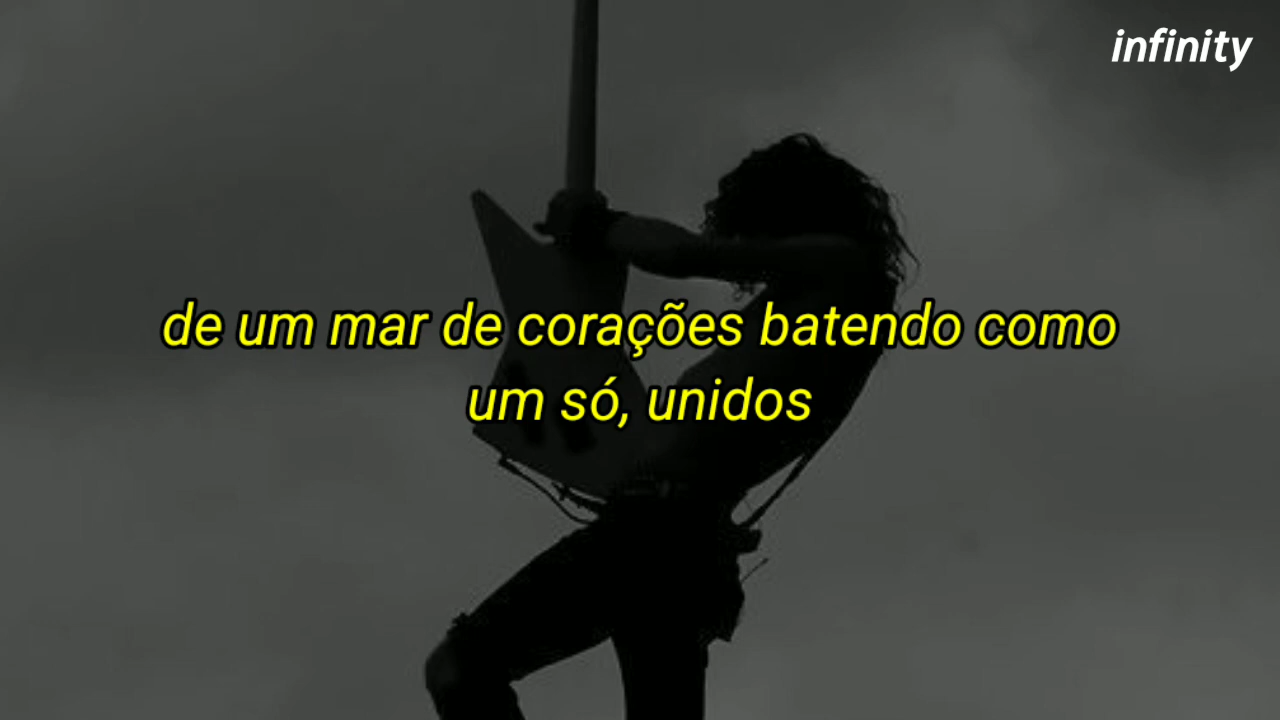 infinity
de um mar de corações batendo como
um só, unidos